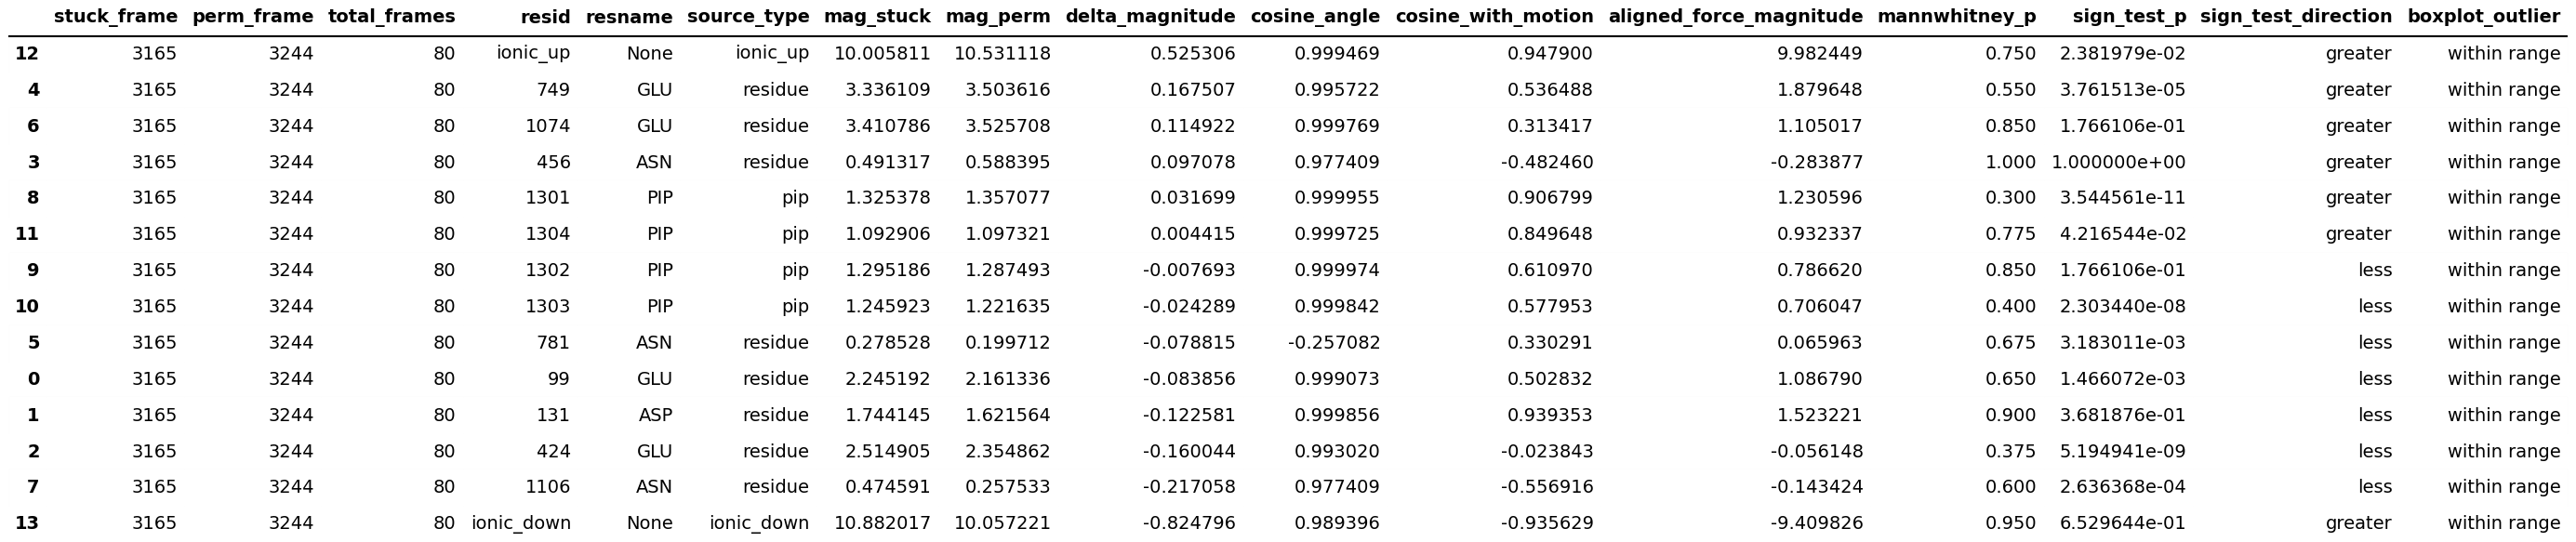 stuck_frame perm_frame total_frames resid resname source_type mag_stuck mag_perm delta_magnitude cosine_angle cosine_with_motion aligned_force_magnitude mannwhitney_p sign_test_p sign_test_direction boxplot_outlier
12 3165 3244 80 ionic_up None ionic_up 10.005811 10.531118 0.525306 0.999469 0.947900 9.982449 0.750 2.381979e-02 greater within range
4 3165 3244 80 749 GLU residue 3.336109 3.503616 0.167507 0.995722 0.536488 1.879648 0.550 3.761513e-05 greater within range
6 3165 3244 80 1074 GLU residue 3.410786 3.525708 0.114922 0.999769 0.313417 1.105017 0.850 1.766106e-01 greater within range
3 3165 3244 80 456 ASN residue 0.491317 0.588395 0.097078 0.977409 -0.482460 -0.283877 1.000 1.000000e+00 greater within range
8 3165 3244 80 1301 PIP pip 1.325378 1.357077 0.031699 0.999955 0.906799 1.230596 0.300 3.544561e-11 greater within range
11 3165 3244 80 1304 PIP pip 1.092906 1.097321 0.004415 0.999725 0.849648 0.932337 0.775 4.216544e-02 greater within range
9 3165 3244 80 1302 PIP pip 1.295186 1.287493 -0.007693 0.999974 0.610970 0.786620 0.850 1.766106e-01 less within range
10 3165 3244 80 1303 PIP pip 1.245923 1.221635 -0.024289 0.999842 0.577953 0.706047 0.400 2.303440e-08 less within range
5 3165 3244 80 781 ASN residue 0.278528 0.199712 -0.078815 -0.257082 0.330291 0.065963 0.675 3.183011e-03 less within range
0 3165 3244 80 99 GLU residue 2.245192 2.161336 -0.083856 0.999073 0.502832 1.086790 0.650 1.466072e-03 less within range
1 3165 3244 80 131 ASP residue 1.744145 1.621564 -0.122581 0.999856 0.939353 1.523221 0.900 3.681876e-01 less within range
2 3165 3244 80 424 GLU residue 2.514905 2.354862 -0.160044 0.993020 -0.023843 -0.056148 0.375 5.194941e-09 less within range
7 3165 3244 80 1106 ASN residue 0.474591 0.257533 -0.217058 0.977409 -0.556916 -0.143424 0.600 2.636368e-04 less within range
13 3165 3244 80 ionic_down None ionic_down 10.882017 10.057221 -0.824796 0.989396 -0.935629 -9.409826 0.950 6.529644e-01 greater within range